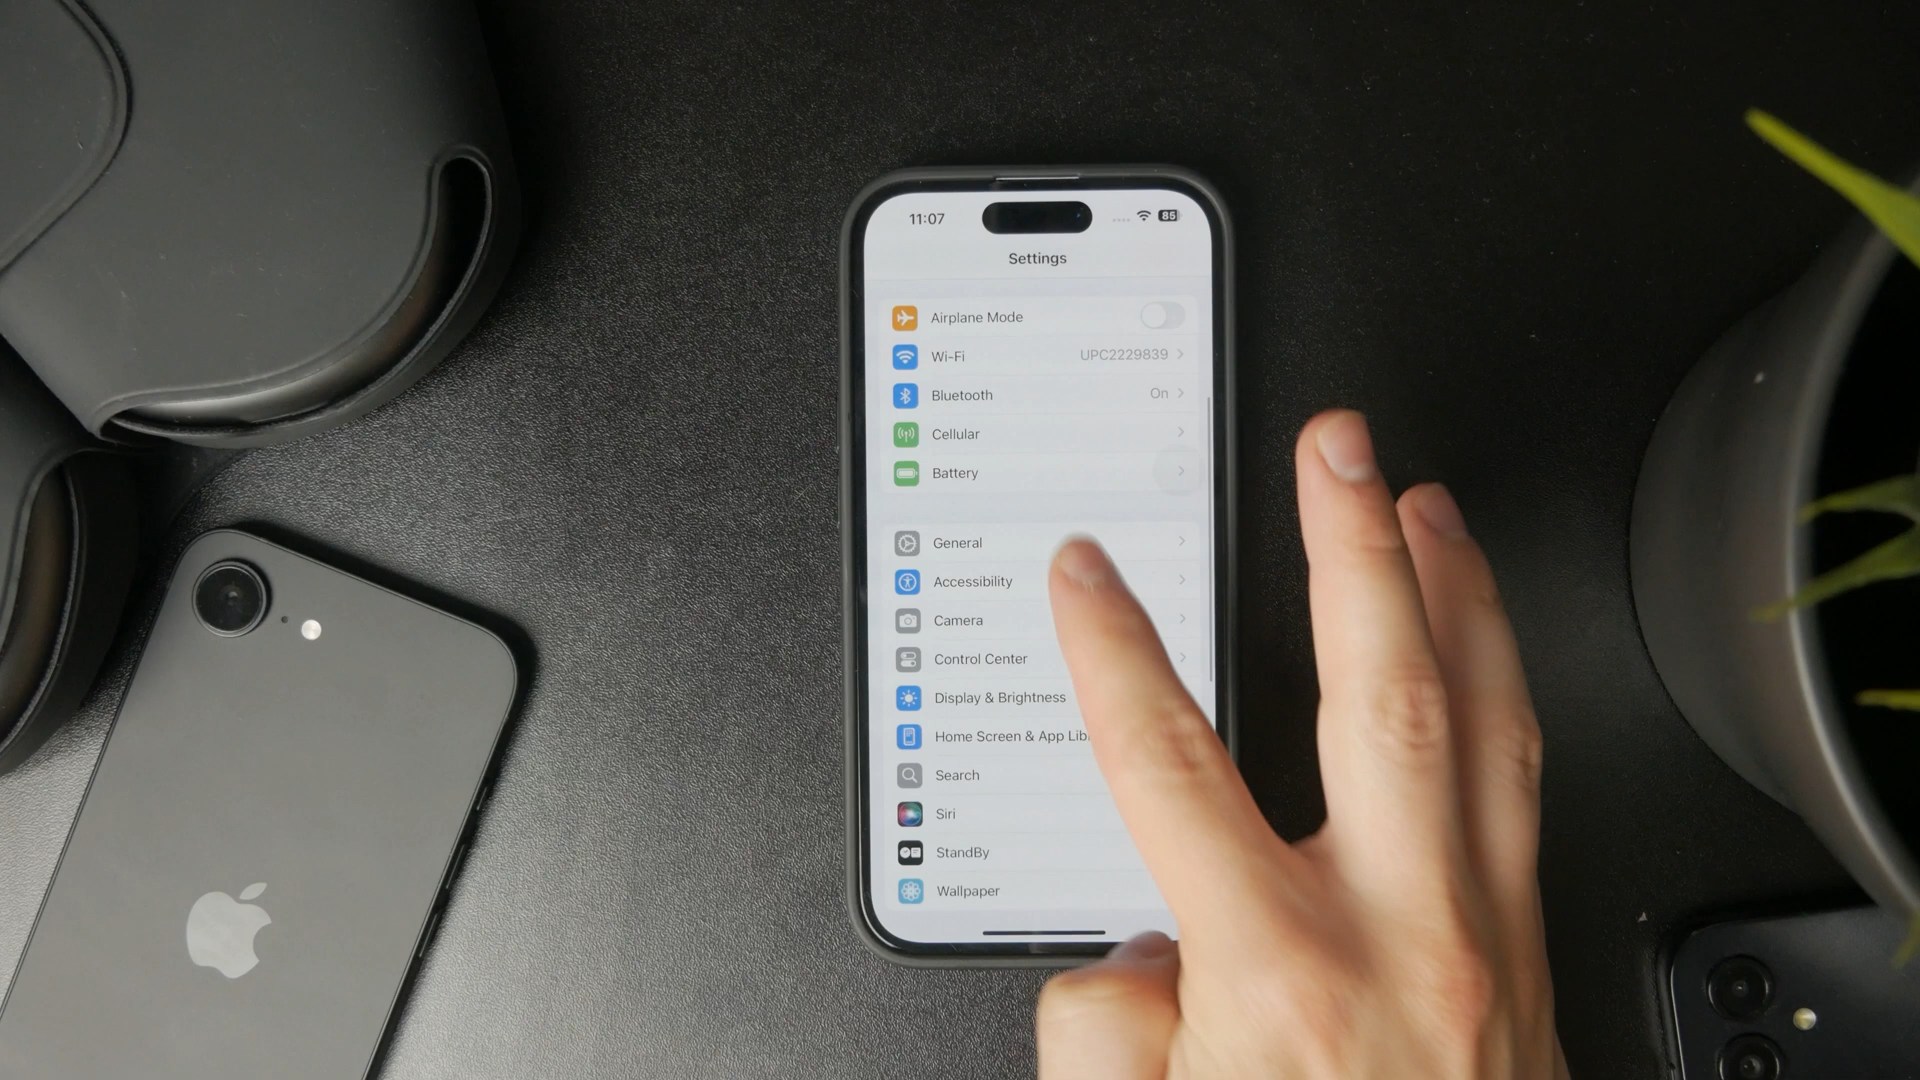 11:07
85
Settings
Airplane Mode
Wi-Fi UPC2229839
Bluetooth On
Cellular
Battery
General
Accessibility
Camera
Control Center
Display & Brightness
Home Screen & App Lib
Search
Siri
StandBy
Wallpaper